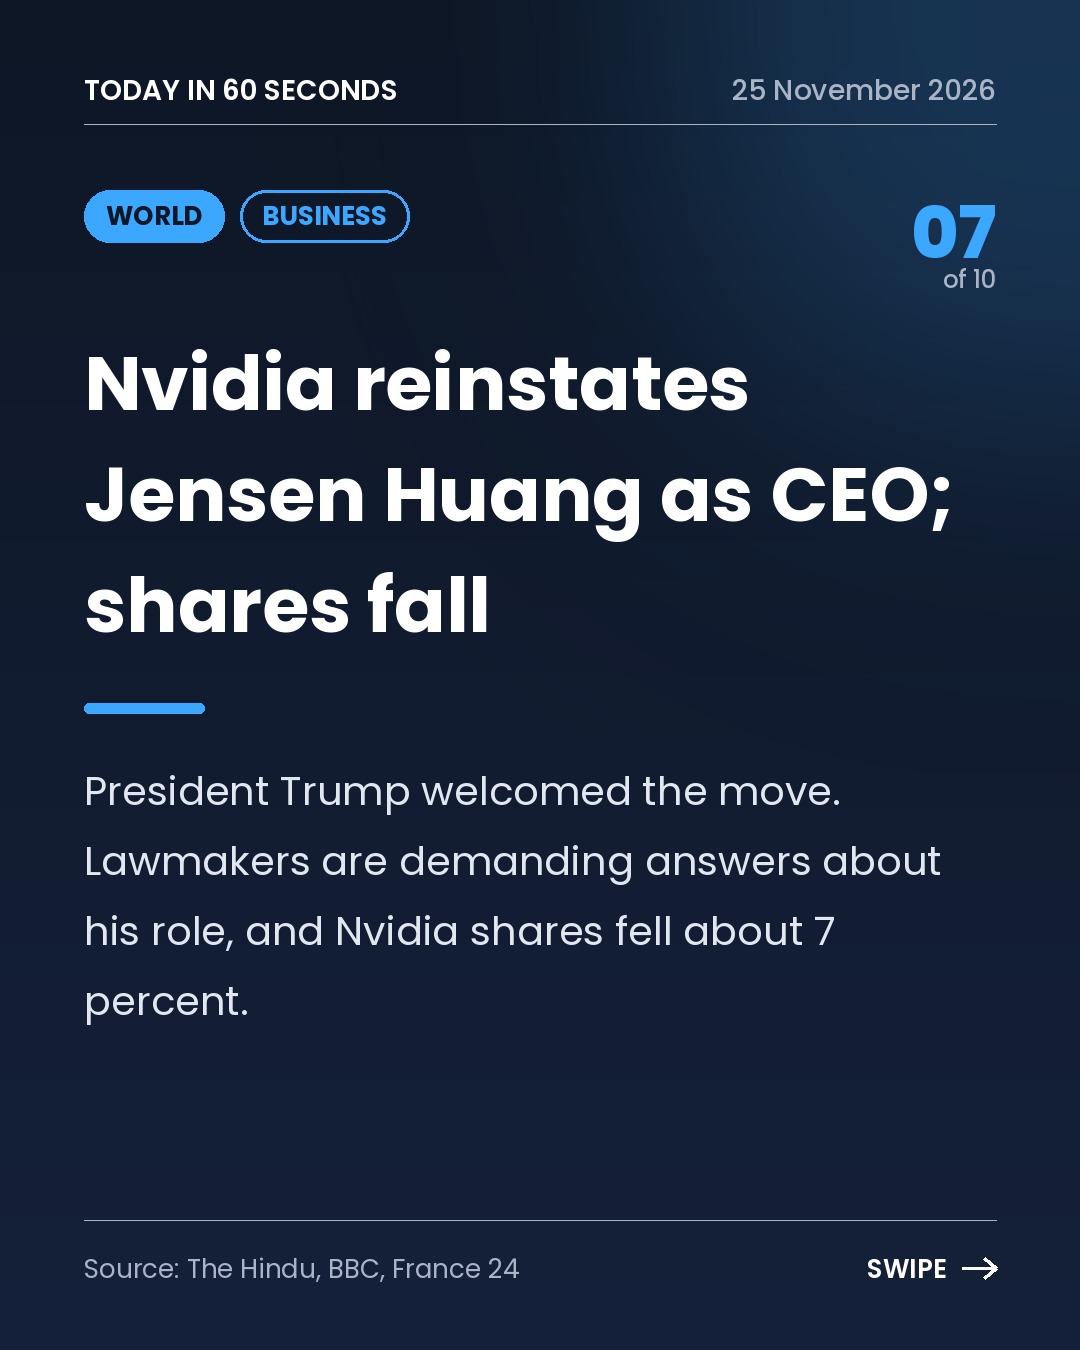 TODAY IN 60 SECONDS
25 November 2026
WORLD
BUSINESS
07
of 10
Nvidia reinstates
Jensen Huang as CEO;
shares fall
President Trump welcomed the move.
Lawmakers are demanding answers about
his role, and Nvidia shares fell about 7
percent.
Source: The Hindu, BBC, France 24
SWIPE